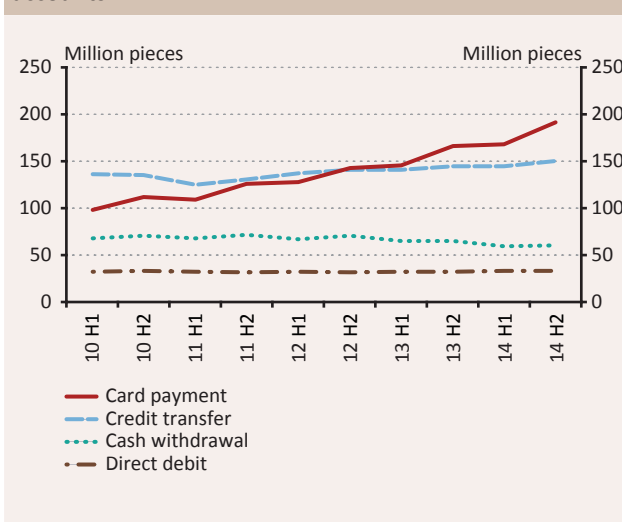 Million pieces Million pieces
250 250
200 200
150 150
100 100
50 50
0 0
10 H1 10 H2 11 H1 11 H2 12 H1 12 H2 13 H1 13 H2 14 H1 14 H2
Card payment
Credit transfer
Cash withdrawal
Direct debit